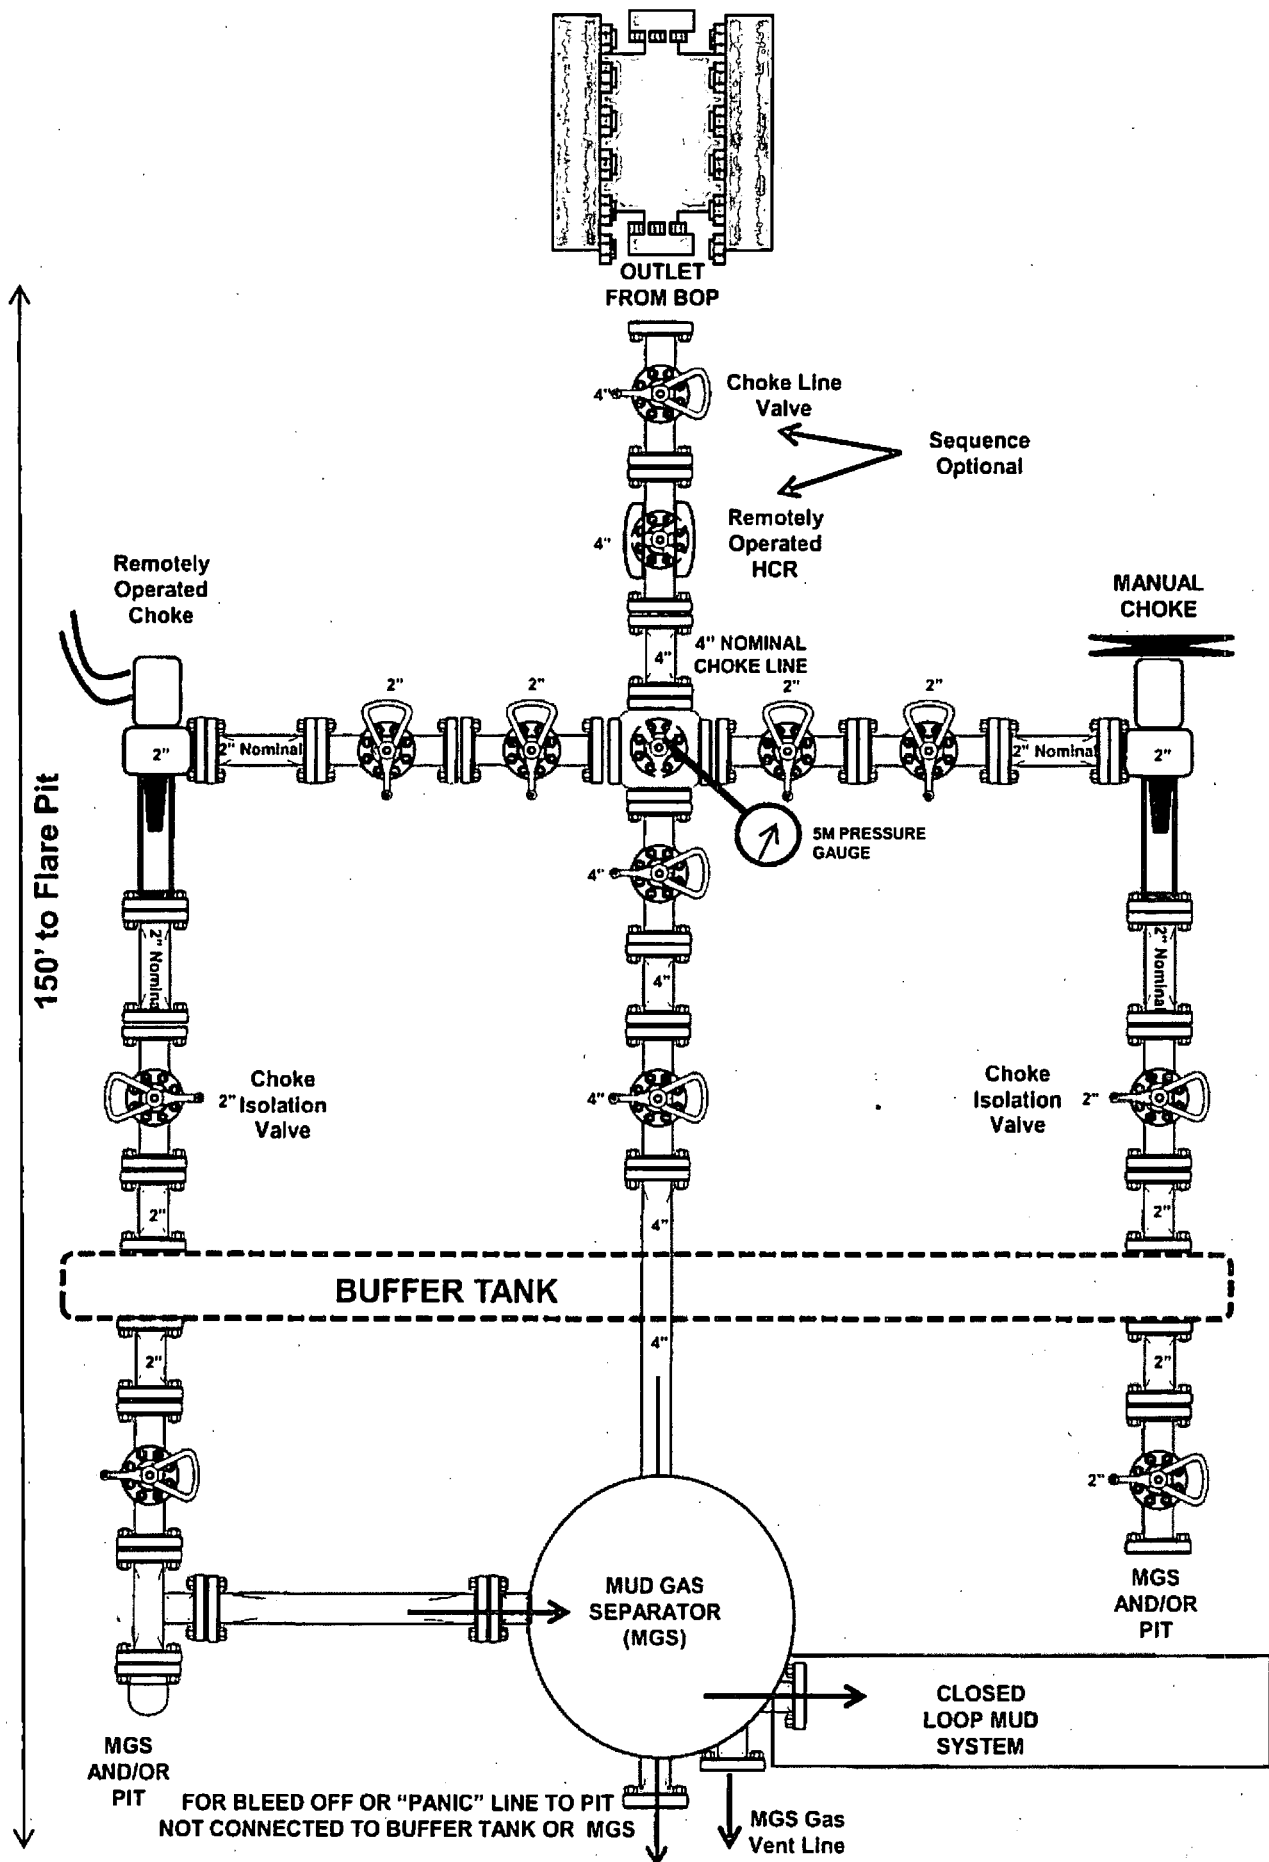 OUTLET
FROM BOP
4"
Choke Line
Valve
Sequence
Optional
4"
Remotely
Operated
HCR
Remotely
Operated
Choke
MANUAL
CHOKE
4"
4" NOMINAL
CHOKE LINE
2"
2"
2"
2"
2"
2" Nominal
2" Nominal
2"
5M PRESSURE
GAUGE
4"
150' to Flare Pit
2" Nomina
4"
2" Nominal
Choke
2" Isolation
Valve
4"
Choke
Isolation
Valve
2"
2"
4"
2"
BUFFER TANK
2"
4"
2"
2"
MUD GAS
SEPARATOR
(MGS)
MGS
AND/OR
PIT
CLOSED
LOOP MUD
SYSTEM
MGS
AND/OR
PIT
FOR BLEED OFF OR "PANIC" LINE TO PIT
NOT CONNECTED TO BUFFER TANK OR MGS
MGS Gas
Vent Line